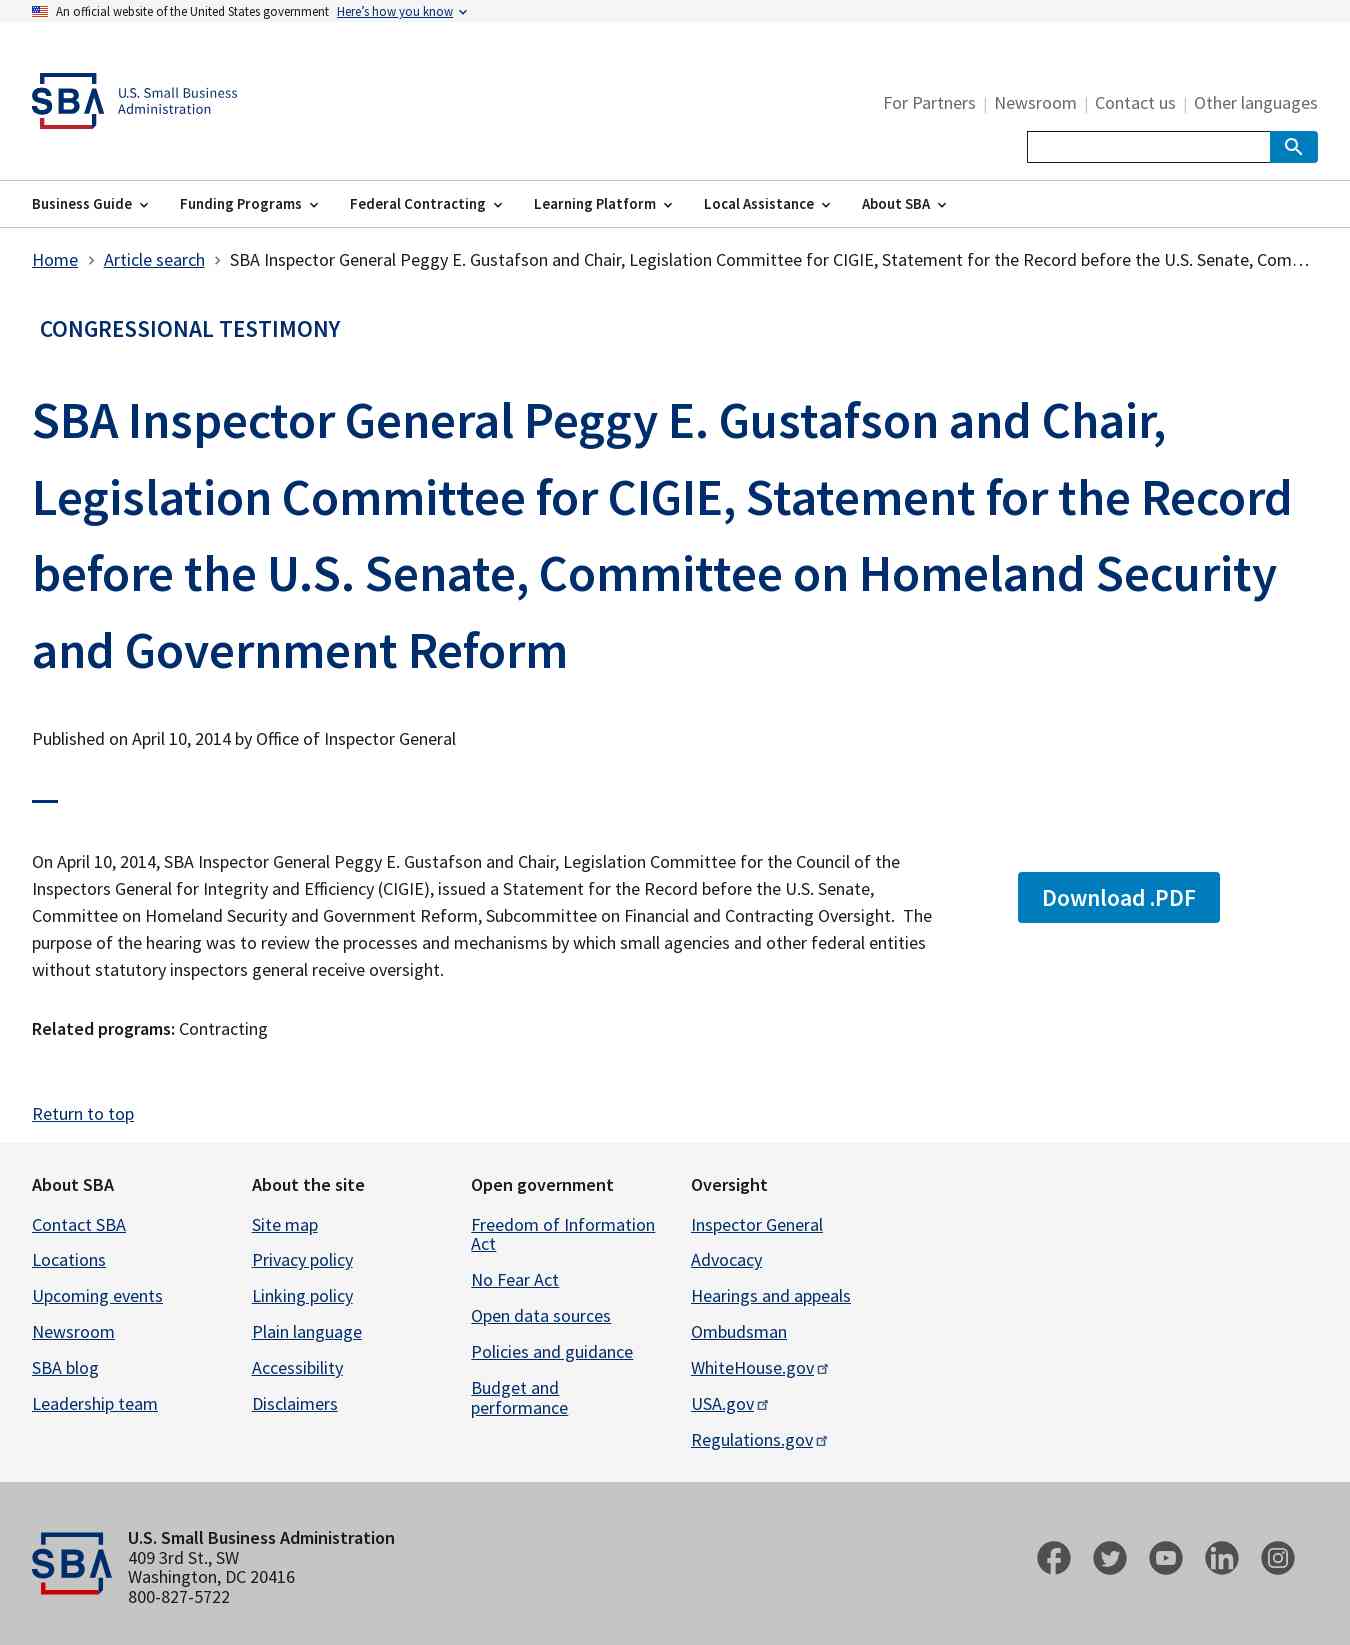 An official website of the United States government Here’s how you know
SBA
U.S. Small Business
Administration
For Partners | Newsroom | Contact us | Other languages
Business Guide Funding Programs Federal Contracting Learning Platform Local Assistance About SBA
Home > Article search > SBA Inspector General Peggy E. Gustafson and Chair, Legislation Committee for CIGIE, Statement for the Record before the U.S. Senate, Com…
CONGRESSIONAL TESTIMONY
SBA Inspector General Peggy E. Gustafson and Chair,
Legislation Committee for CIGIE, Statement for the Record
before the U.S. Senate, Committee on Homeland Security
and Government Reform
Published on April 10, 2014 by Office of Inspector General
On April 10, 2014, SBA Inspector General Peggy E. Gustafson and Chair, Legislation Committee for the Council of the
Inspectors General for Integrity and Efficiency (CIGIE), issued a Statement for the Record before the U.S. Senate,
Committee on Homeland Security and Government Reform, Subcommittee on Financial and Contracting Oversight.  The
purpose of the hearing was to review the processes and mechanisms by which small agencies and other federal entities
without statutory inspectors general receive oversight.
Download .PDF
Related programs: Contracting
Return to top
About SBA
Contact SBA
Locations
Upcoming events
Newsroom
SBA blog
Leadership team
About the site
Site map
Privacy policy
Linking policy
Plain language
Accessibility
Disclaimers
Open government
Freedom of Information
Act
No Fear Act
Open data sources
Policies and guidance
Budget and
performance
Oversight
Inspector General
Advocacy
Hearings and appeals
Ombudsman
WhiteHouse.gov
USA.gov
Regulations.gov
SBA
U.S. Small Business Administration
409 3rd St., SW
Washington, DC 20416
800-827-5722